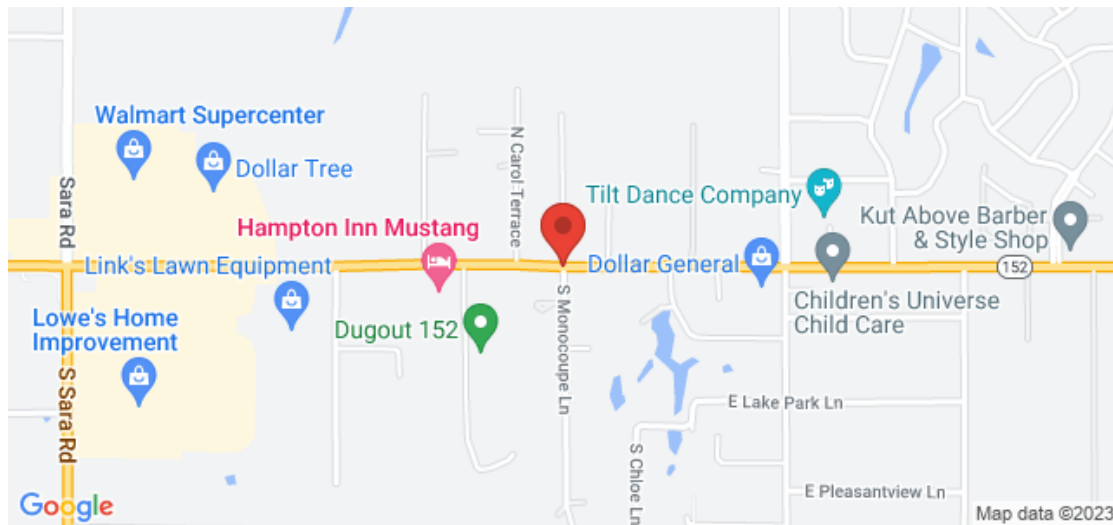 Walmart Supercenter
Dollar Tree
N Carol Terrace
Sara Rd
Tilt Dance Company
Kut Above Barber
& Style Shop
Hampton Inn Mustang
Link's Lawn Equipment
Dollar General
152
Children's Universe
Child Care
Lowe's Home
Improvement
Dugout 152
S Monocoupe Ln
S Sara Rd
E Lake Park Ln
S Chloe Ln
E Pleasantview Ln
Google
Map data ©2023